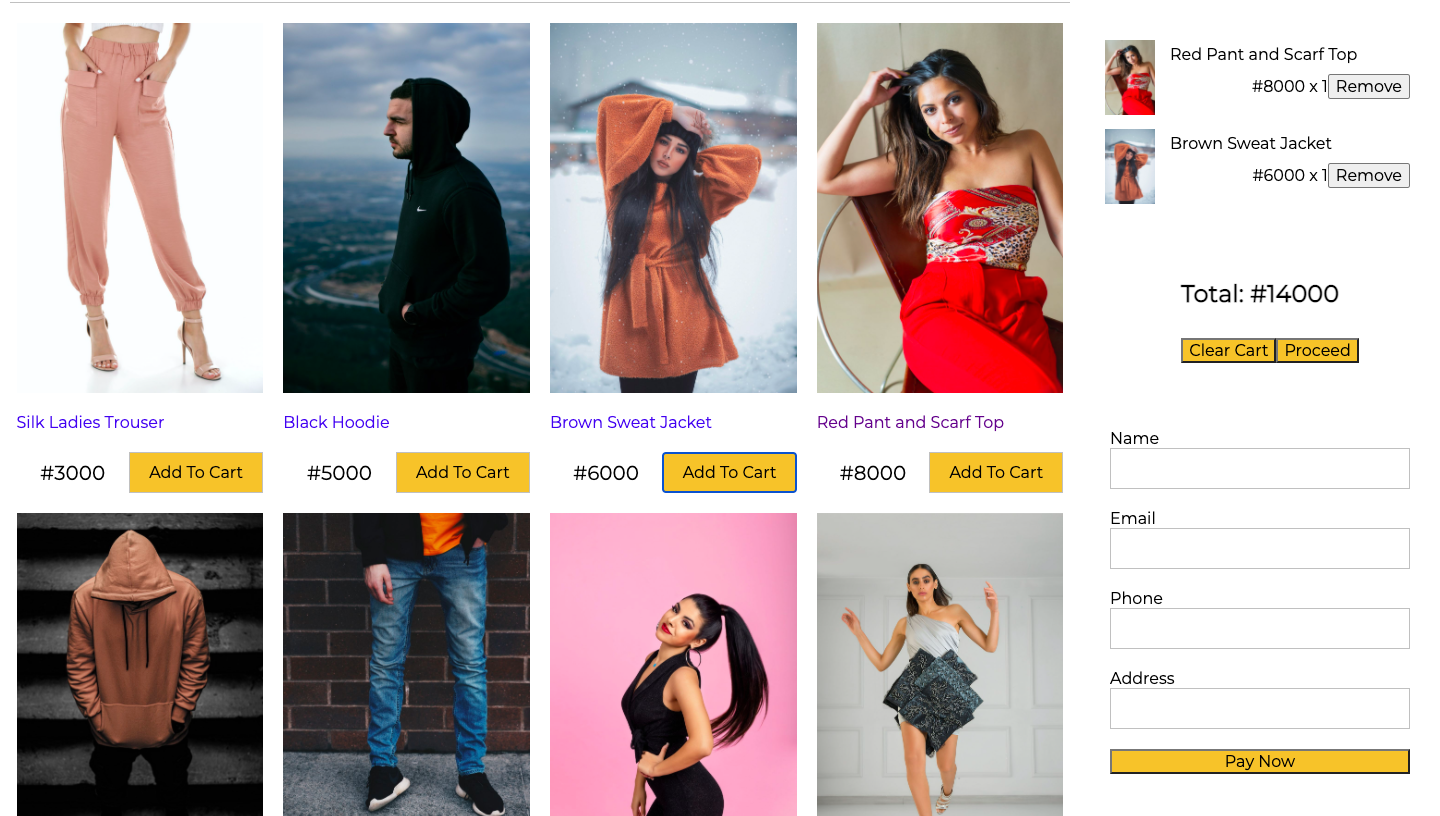 Silk Ladies Trouser
#3000
Add To Cart
Black Hoodie
#5000
Add To Cart
Brown Sweat Jacket
#6000
Add To Cart
Red Pant and Scarf Top
#8000
Add To Cart
Red Pant and Scarf Top
#8000 x 1 Remove
Brown Sweat Jacket
#6000 x 1 Remove
Total: #14000
Clear Cart Proceed
Name
Email
Phone
Address
Pay Now